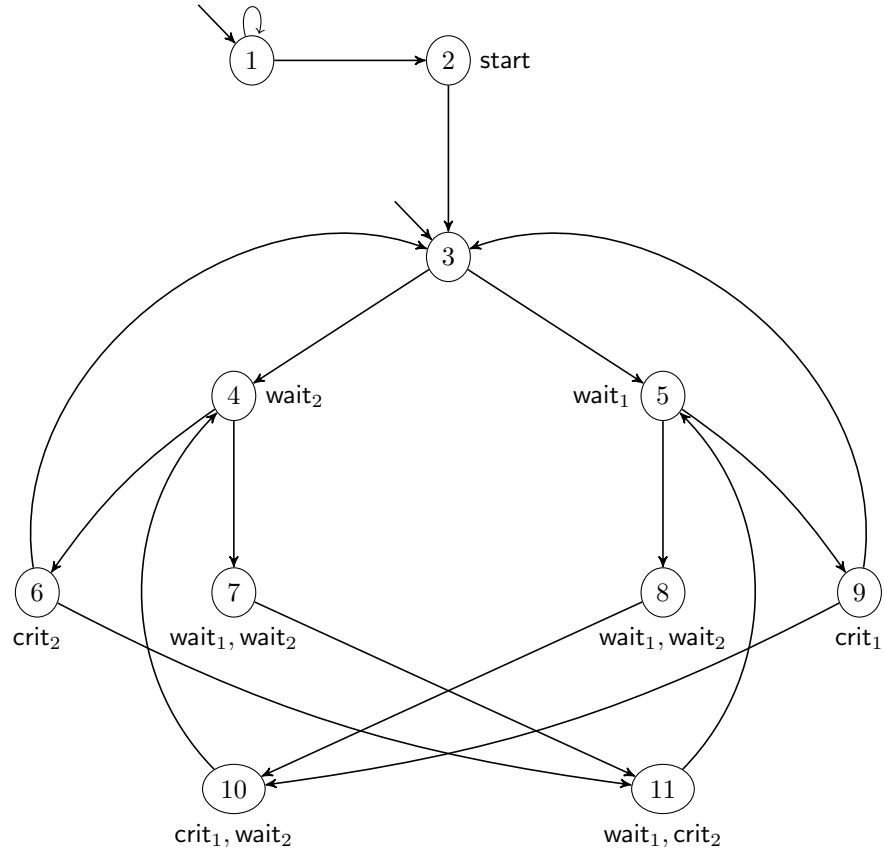 1
2 start
3
4 wait₂
wait₁ 5
6 7 8 9
crit₂ wait₁, wait₂ wait₁, wait₂ crit₁
10 11
crit₁, wait₂ wait₁, crit₂